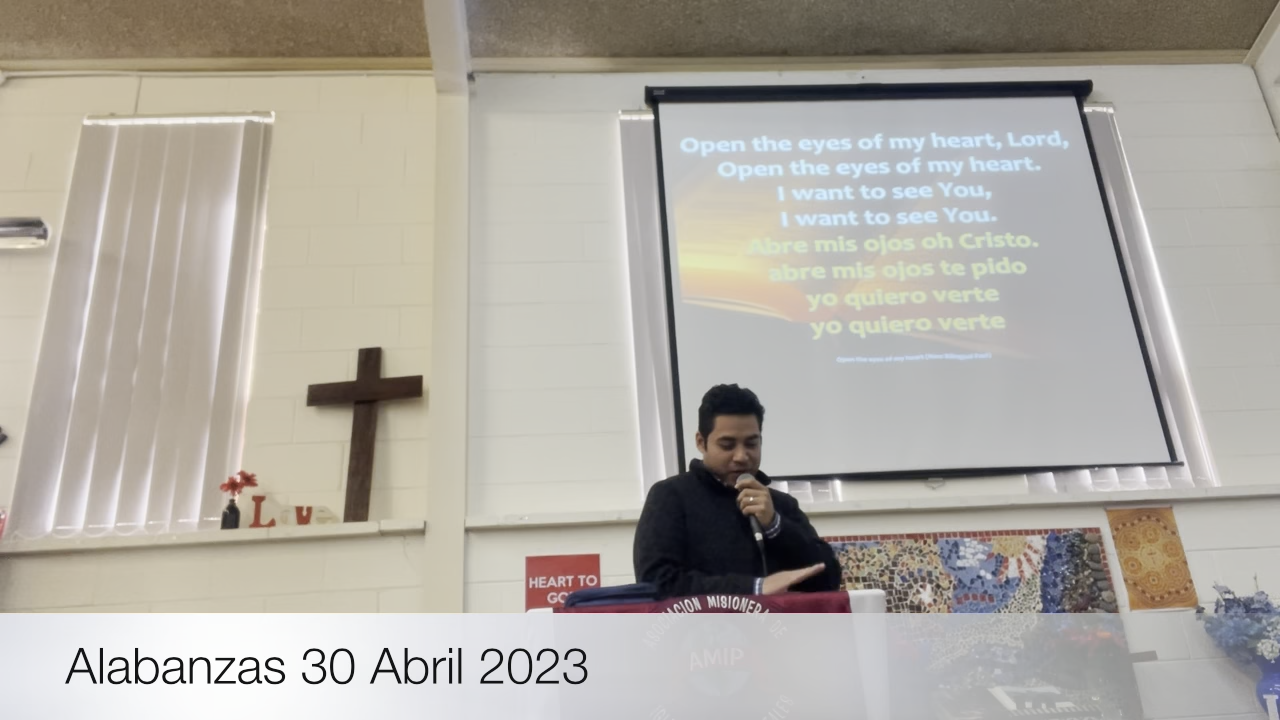 Open the eyes of my heart, Lord,
Open the eyes of my heart.
I want to see You,
I want to see You.
Abre mis ojos oh Cristo.
abre mis ojos te pido
yo quiero verte
yo quiero verte
HEART TO
MISIONERA
DE
AMIP
Alabanzas 30 Abril 2023